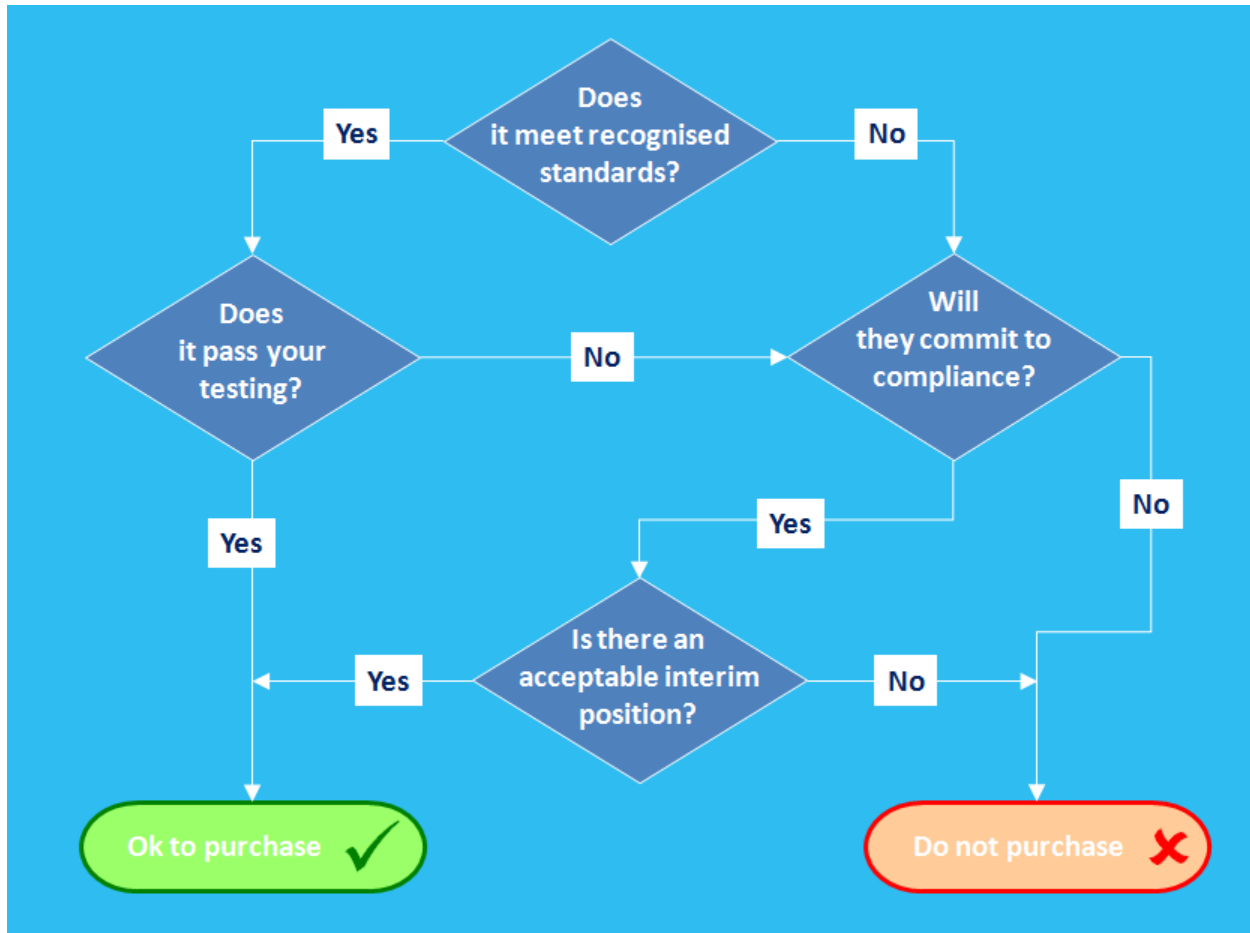 Does
it meet recognised
standards?
Yes
No
Does
it pass your
testing?
No
Will
they commit to
compliance?
Yes
Yes
No
Is there an
acceptable interim
position?
Yes
No
Ok to purchase
Do not purchase